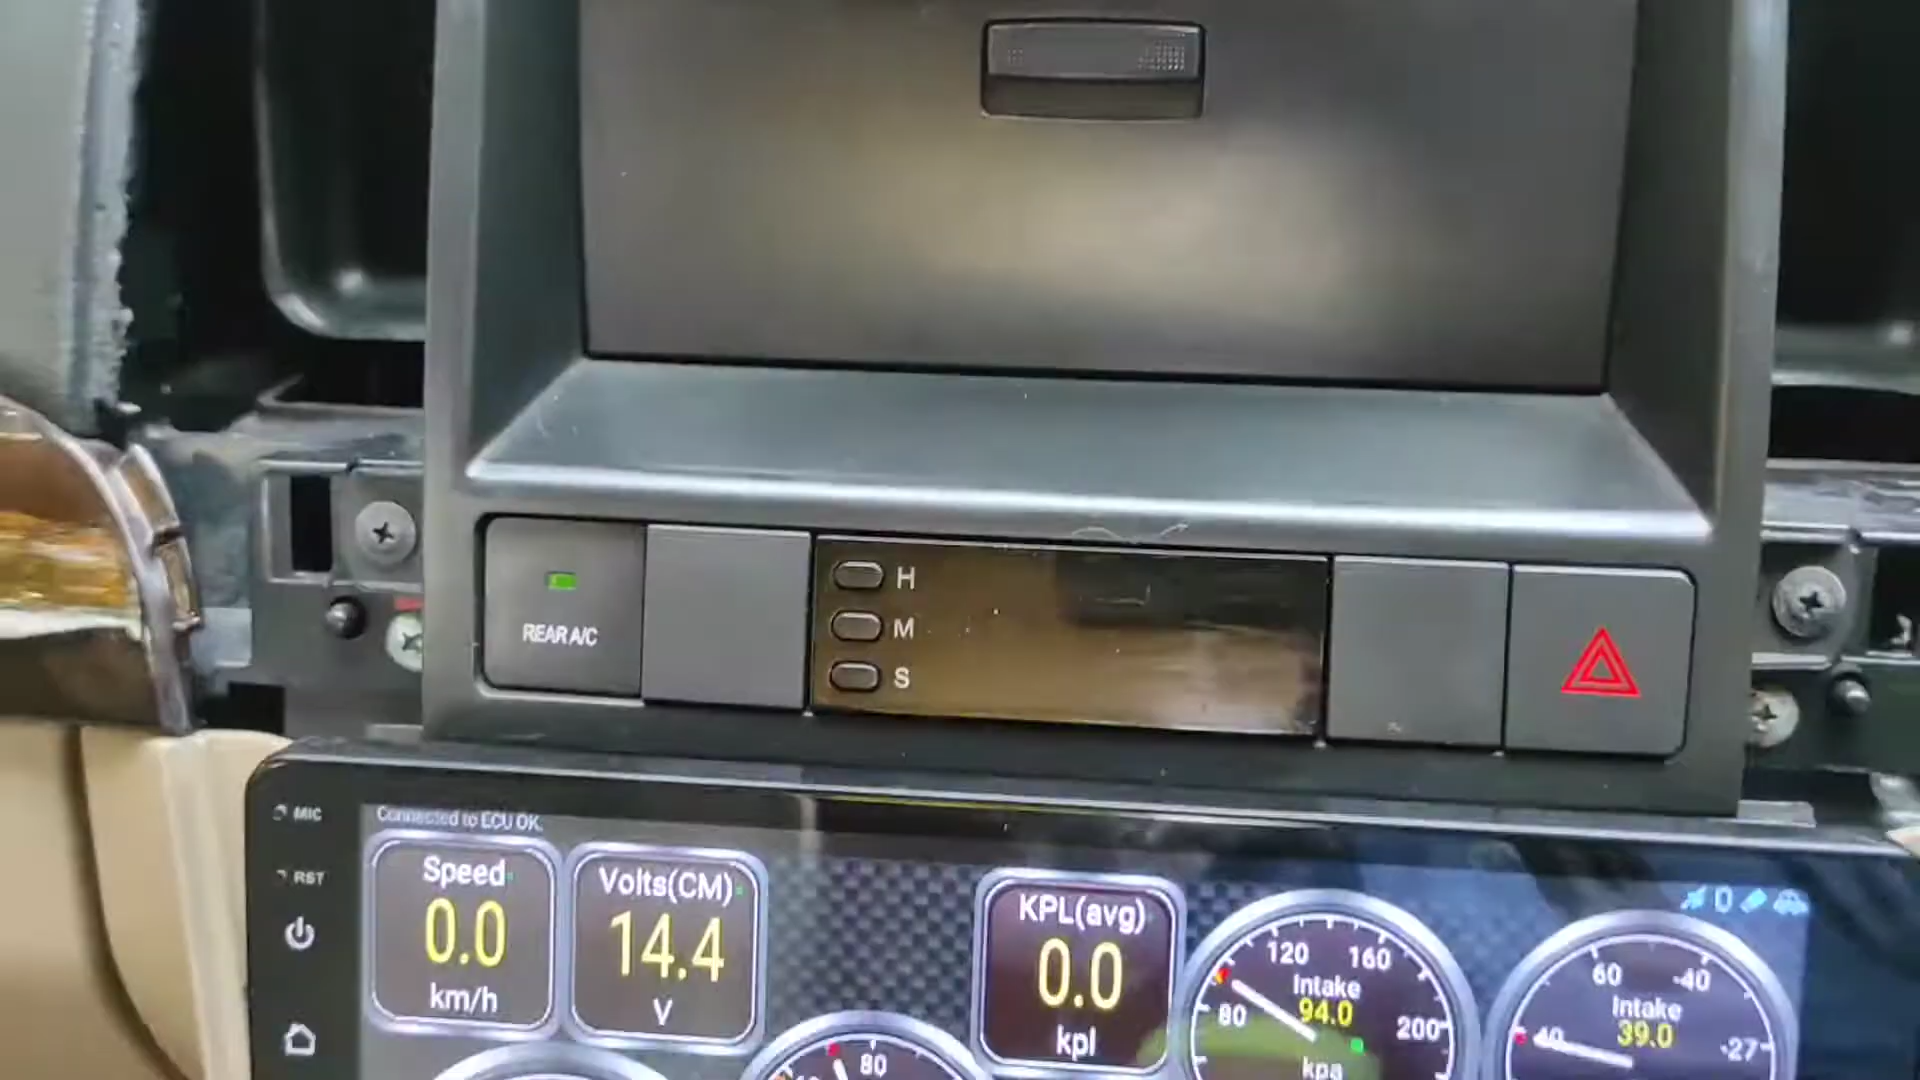 REAR A/C
H
M
S
MIC
RST
Connected to ECU OK.
Speed
0.0
km/h
Volts(CM)
14.4
V
KPL(avg)
0.0
kpl
80
120
160
200
Intake
94.0
kpa
0
60
-40
40
-27
Intake
39.0
80